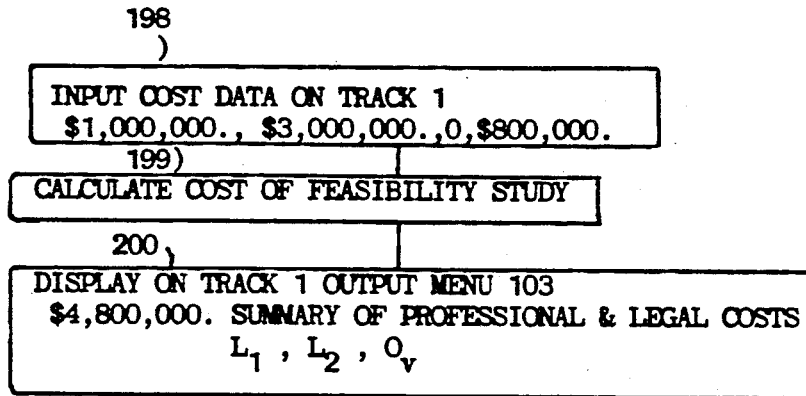 198
INPUT COST DATA ON TRACK 1
$1,000,000., $3,000,000.,0,$800,000.
199
CALCULATE COST OF FEASIBILITY STUDY
200
DISPLAY ON TRACK 1 OUTPUT MENU 103
$4,800,000. SUMMARY OF PROFESSIONAL & LEGAL COSTS
L1 , L2 , Ov